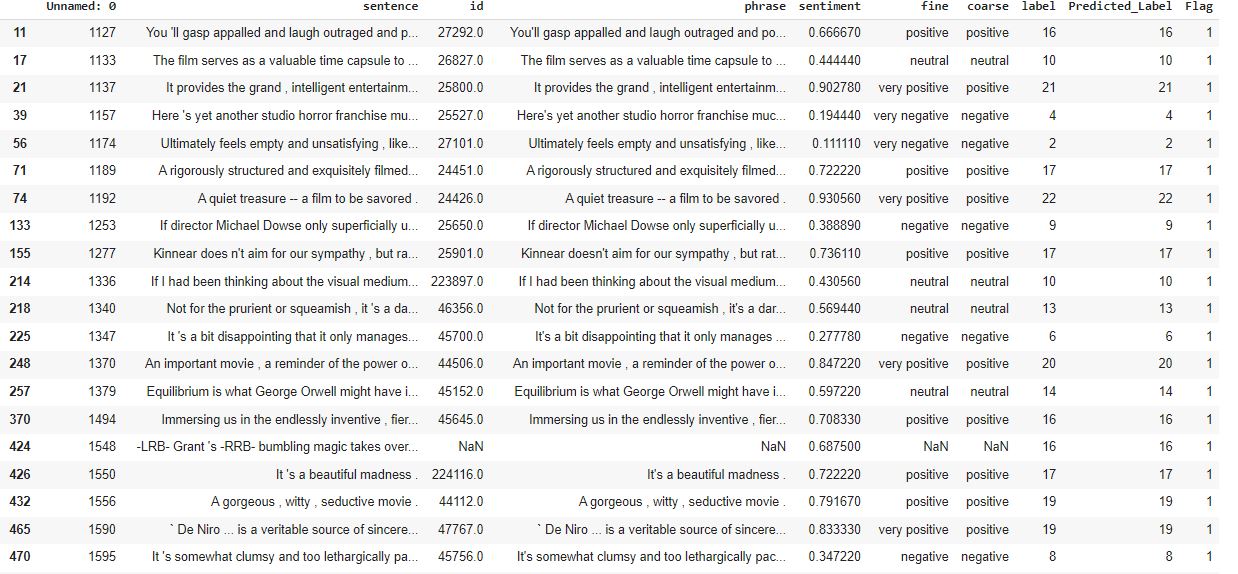 Unnamed: 0 sentence id phrase sentiment fine coarse label Predicted_Label Flag
11 1127 You 'll gasp appalled and laugh outraged and p... 27292.0 You'll gasp appalled and laugh outraged and po... 0.666670 positive positive 16 16 1
17 1133 The film serves as a valuable time capsule to ... 26827.0 The film serves as a valuable time capsule to ... 0.444440 neutral neutral 10 10 1
21 1137 It provides the grand , intelligent entertainm... 25800.0 It provides the grand , intelligent entertainm... 0.902780 very positive positive 21 21 1
39 1157 Here 's yet another studio horror franchise mu... 25527.0 Here's yet another studio horror franchise muc... 0.194440 very negative negative 4 4 1
56 1174 Ultimately feels empty and unsatisfying , like... 27101.0 Ultimately feels empty and unsatisfying , like... 0.111110 very negative negative 2 2 1
71 1189 A rigorously structured and exquisitely filmed... 24451.0 A rigorously structured and exquisitely filmed... 0.722220 positive positive 17 17 1
74 1192 A quiet treasure -- a film to be savored . 24426.0 A quiet treasure -- a film to be savored . 0.930560 very positive positive 22 22 1
133 1253 If director Michael Dowse only superficially u... 25650.0 If director Michael Dowse only superficially u... 0.388890 negative negative 9 9 1
155 1277 Kinnear does n't aim for our sympathy , but ra... 25901.0 Kinnear doesn't aim for our sympathy , but rat... 0.736110 positive positive 17 17 1
214 1336 If I had been thinking about the visual medium... 223897.0 If I had been thinking about the visual medium... 0.430560 neutral neutral 10 10 1
218 1340 Not for the prurient or squeamish , it 's a da... 46356.0 Not for the prurient or squeamish , it's a dar... 0.569440 neutral neutral 13 13 1
225 1347 It 's a bit disappointing that it only manages... 45700.0 It's a bit disappointing that it only manages ... 0.277780 negative negative 6 6 1
248 1370 An important movie , a reminder of the power o... 44506.0 An important movie , a reminder of the power o... 0.847220 very positive positive 20 20 1
257 1379 Equilibrium is what George Orwell might have i... 45152.0 Equilibrium is what George Orwell might have i... 0.597220 neutral neutral 14 14 1
370 1494 Immersing us in the endlessly inventive , fier... 45645.0 Immersing us in the endlessly inventive , fier... 0.708330 positive positive 16 16 1
424 1548 -LRB- Grant 's -RRB- bumbling magic takes over... NaN NaN 0.687500 NaN NaN 16 16 1
426 1550 It 's a beautiful madness . 224116.0 It's a beautiful madness . 0.722220 positive positive 17 17 1
432 1556 A gorgeous , witty , seductive movie . 44112.0 A gorgeous , witty , seductive movie . 0.791670 positive positive 19 19 1
465 1590 ` De Niro ... is a veritable source of sincere... 47767.0 ` De Niro ... is a veritable source of sincere... 0.833330 very positive positive 19 19 1
470 1595 It 's somewhat clumsy and too lethargically pa... 45756.0 It's somewhat clumsy and too lethargically pac... 0.347220 negative negative 8 8 1